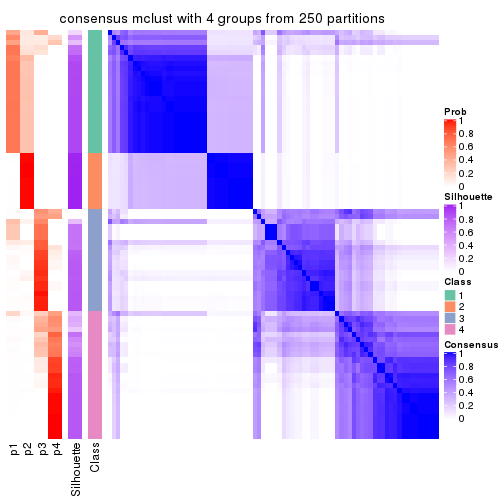 consensus mclust with 4 groups from 250 partitions
Prob
1
0.8
0.6
0.4
0.2
0
Silhouette
1
0.8
0.6
0.4
0.2
0
Class
1
2
3
4
Consensus
1
0.8
0.6
0.4
0.2
0
p1
p2
p3
p4
Silhouette
Class